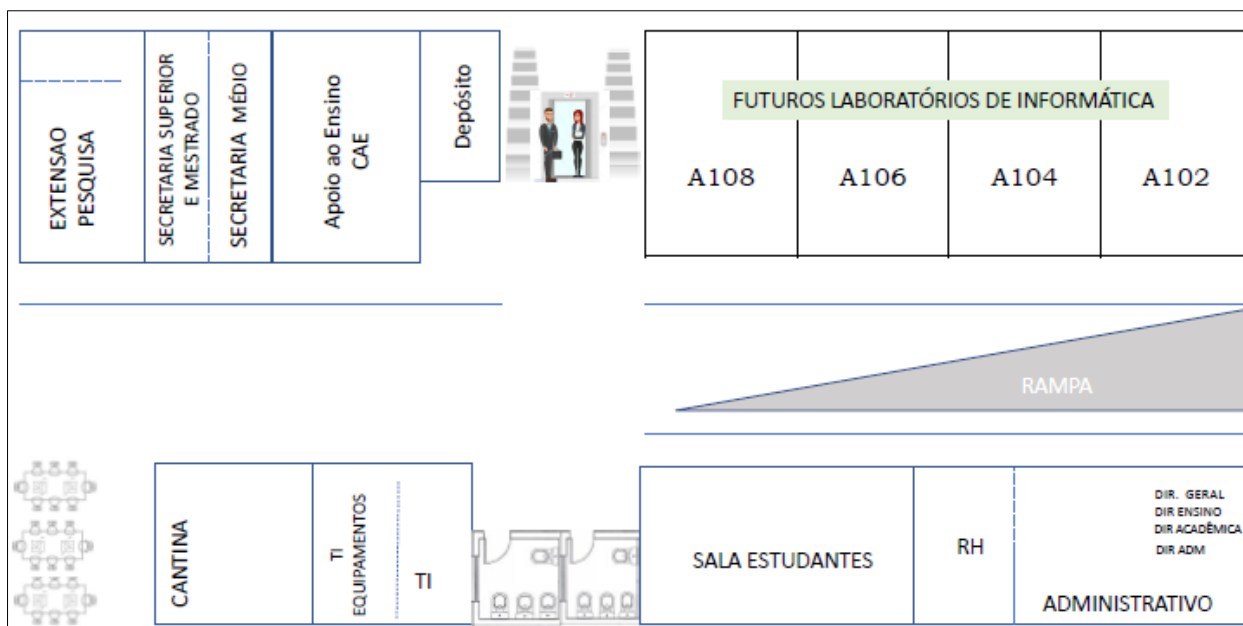 EXTENSAO
PESQUISA
SECRETARIA SUPERIOR
E MESTRADO
SECRETARIA MÉDIO
Apoio ao Ensino
CAE
Depósito
FUTUROS LABORATÓRIOS DE INFORMÁTICA
A108
A106
A104
A102
RAMPA
CANTINA
TI
EQUIPAMENTOS
TI
SALA ESTUDANTES
RH
DIR. GERAL
DIR ENSINO
DIR ACADÊMICA
DIR ADM
ADMINISTRATIVO